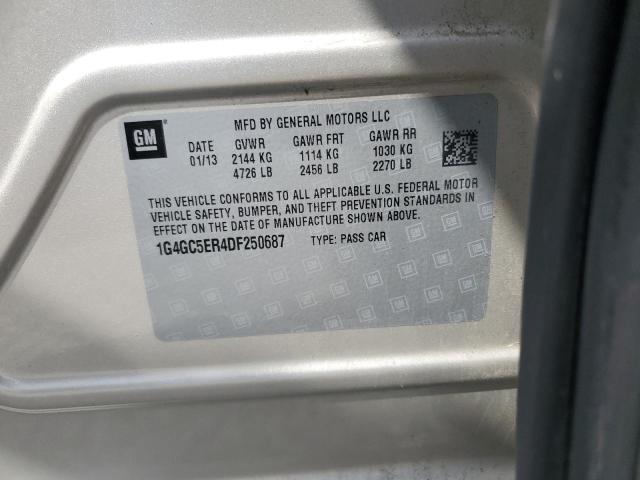 GM
MFD BY GENERAL MOTORS LLC
DATE GVWR GAWR FRT GAWR RR
01/13 2144 KG 1114 KG 1030 KG
4726 LB 2456 LB 2270 LB
THIS VEHICLE CONFORMS TO ALL APPLICABLE U.S. FEDERAL MOTOR
VEHICLE SAFETY, BUMPER, AND THEFT PREVENTION STANDARDS IN
EFFECT ON THE DATE OF MANUFACTURE SHOWN ABOVE.
1G4GC5ER4DF250687 TYPE: PASS CAR